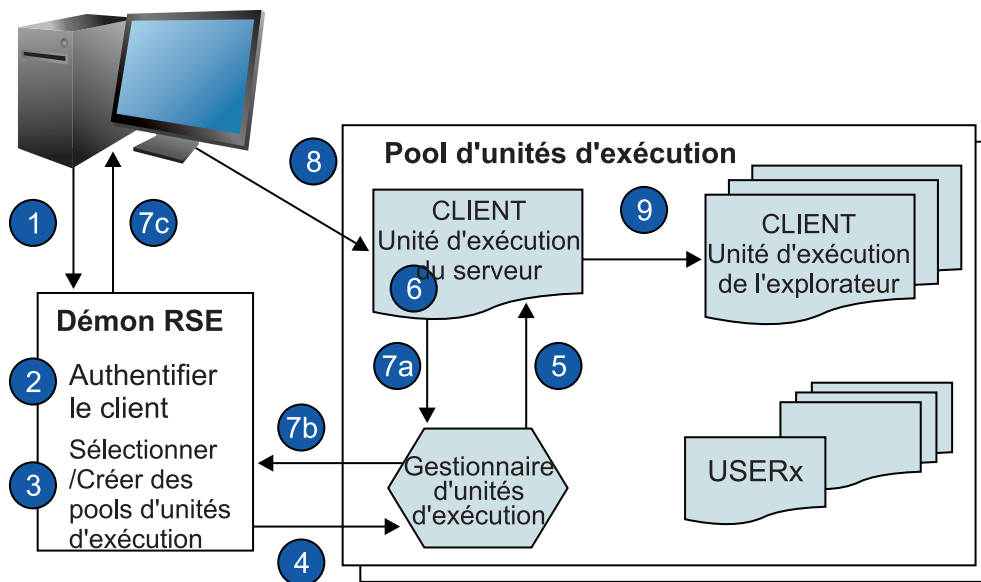 8
Pool d'unités d'exécution
1
7c
CLIENT
Unité d'exécution
du serveur
9
CLIENT
Unité d'exécution
de l'explorateur
6
Démon RSE
2
Authentifier
le client
7a
5
7b
3
Sélectionner
/Créer des
pools d'unités
d'exécution
Gestionnaire
d'unités
d'exécution
USERx
4